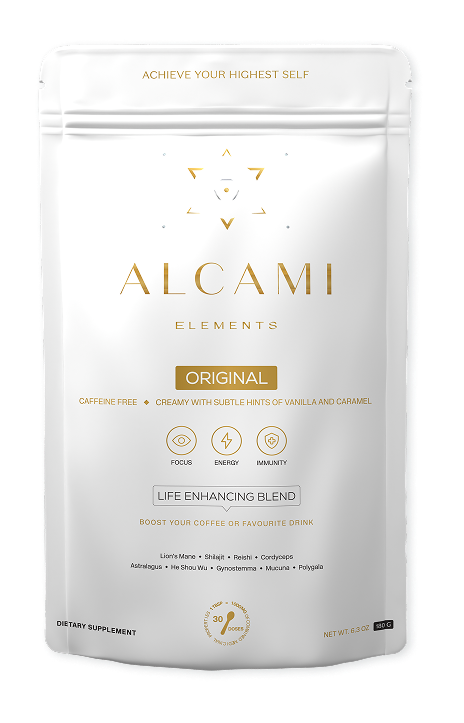 ACHIEVE YOUR HIGHEST SELF
ALCAMI
ELEMENTS
ORIGINAL
CAFFEINE FREE ◆ CREAMY WITH SUBTLE HINTS OF VANILLA AND CARAMEL
FOCUS ENERGY IMMUNITY
LIFE ENHANCING BLEND
BOOST YOUR COFFEE OR FAVOURITE DRINK
Lion's Mane • Shilajit • Reishi • Cordyceps
Astralagus • He Shou Wu • Gynostemma • Mucuna • Polygala
30
DOSES
DIETARY SUPPLEMENT
NET WT. 6.3 OZ 180 G